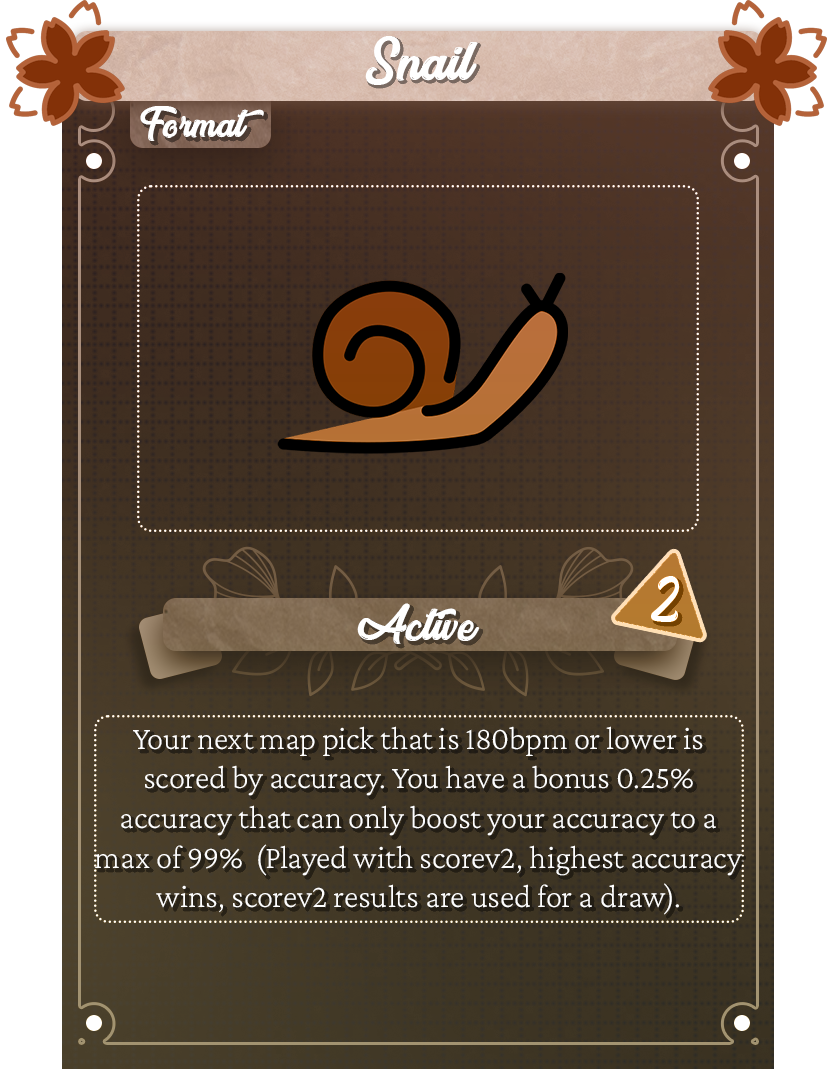 Snail
Format
2
Active
Your next map pick that is 180bpm or lower is
scored by accuracy. You have a bonus 0.25%
accuracy that can only boost your accuracy to a
max of 99%  (Played with scorev2, highest accuracy
wins, scorev2 results are used for a draw).